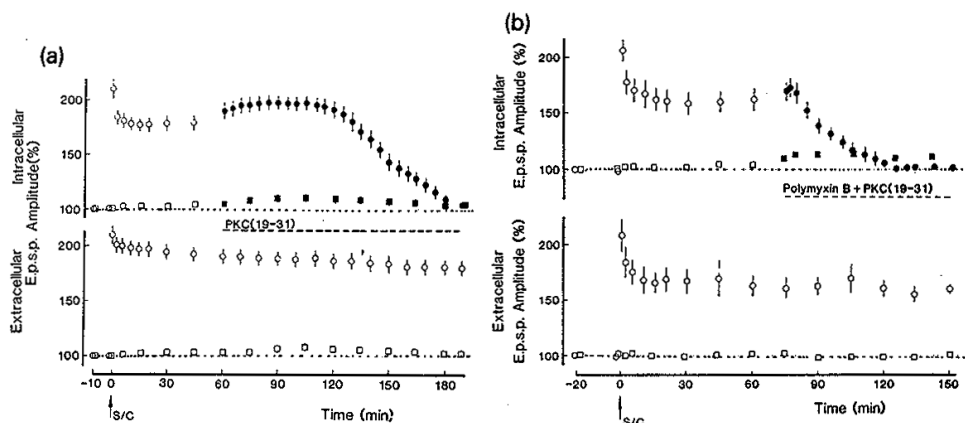 (a)
Intracellular
E.p.s.p. Amplitude(%)
200
150
100
PKC(19-31)
Extracellular
E.p.s.p. Amplitude (%)
200
150
100
-10 0 30 60 90 120 150 180
S/C
Time (min)
(b)
Intracellular
E.p.s.p. Amplitude (%)
200
150
100
Polymyxin B + PKC(19-31)
Extracellular
E.p.s.p. Amplitude (%)
200
150
100
-20 0 30 60 90 120 150
S/C
Time (min)